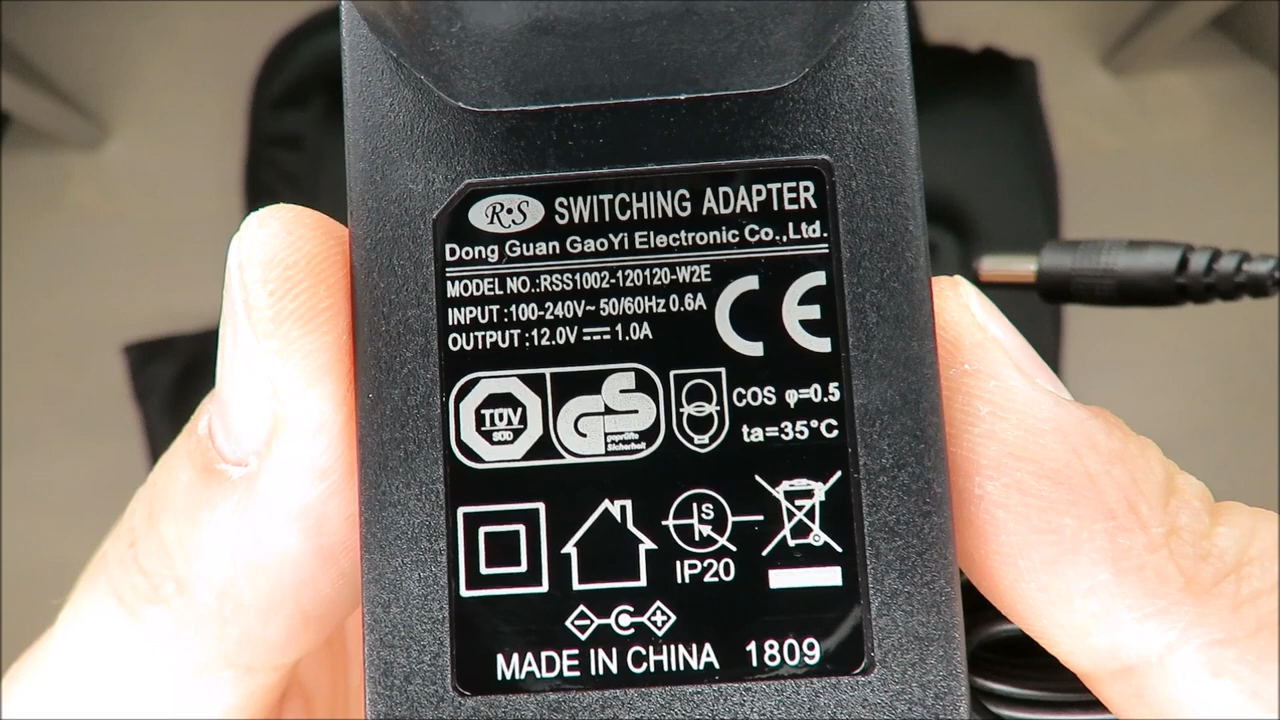 R•S SWITCHING ADAPTER
Dong Guan GaoYi Electronic Co.,Ltd.
MODEL NO.:RSS1002-120120-W2E
INPUT :100-240V~ 50/60Hz 0.6A
OUTPUT :12.0V⎓1.0A
CE
TÜV
SÜD
GS
geprüfte
Sicherheit
COS φ=0.5
ta=35°C
S
IP20
MADE IN CHINA 1809